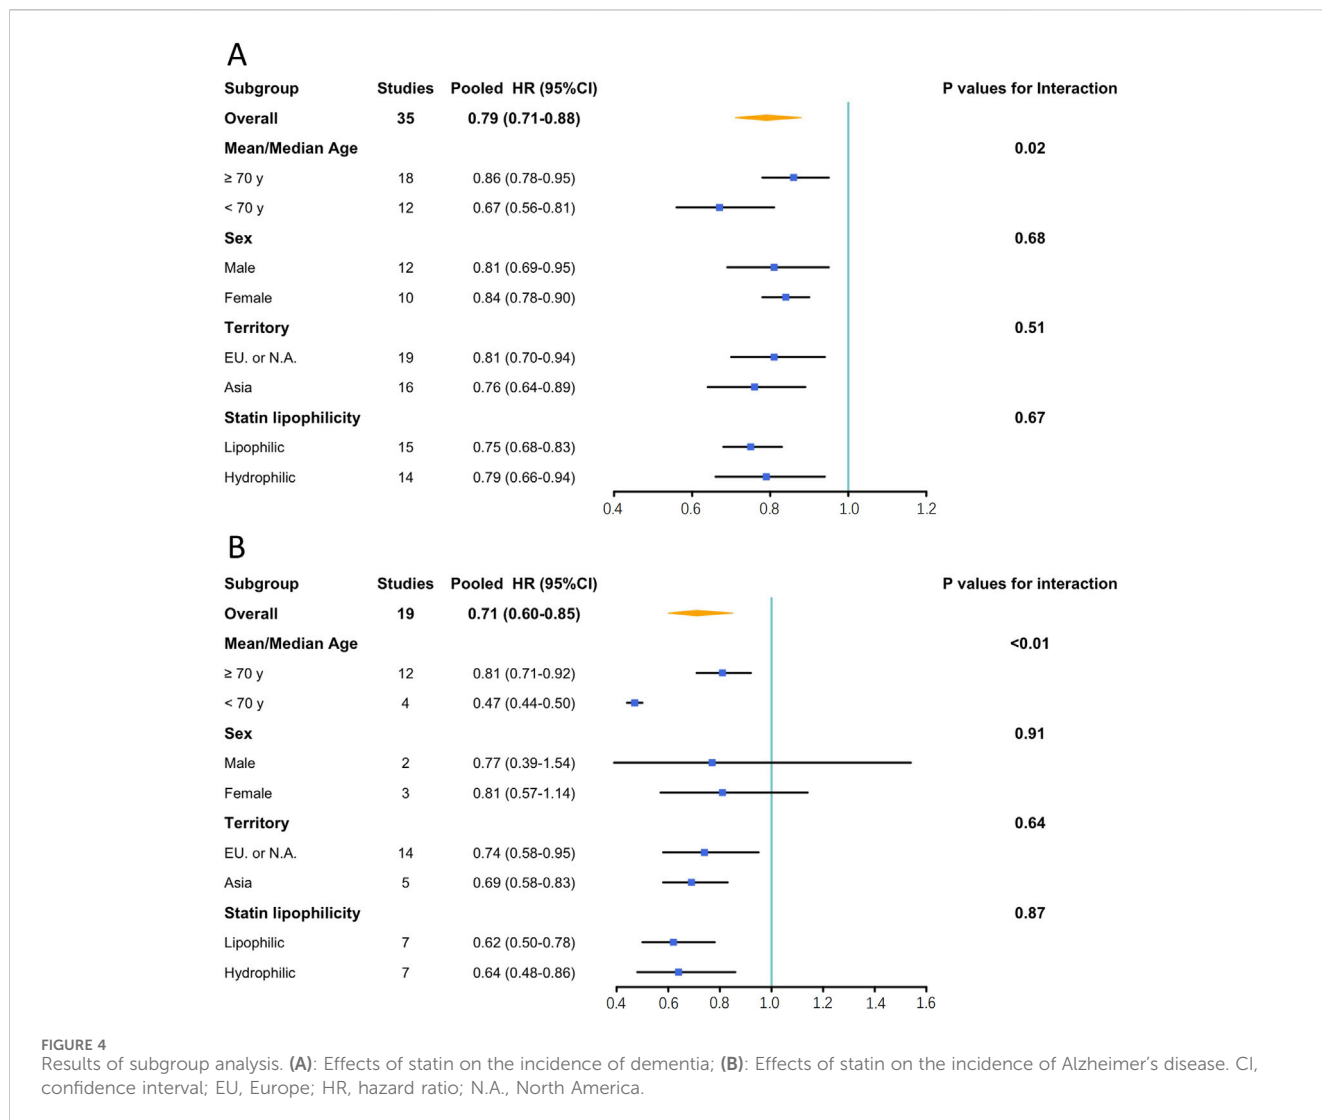 A
Subgroup Studies Pooled HR (95%CI) P values for Interaction
Overall 35 0.79 (0.71-0.88)
Mean/Median Age 0.02
≥ 70 y 18 0.86 (0.78-0.95)
< 70 y 12 0.67 (0.56-0.81)
Sex 0.68
Male 12 0.81 (0.69-0.95)
Female 10 0.84 (0.78-0.90)
Territory 0.51
EU. or N.A. 19 0.81 (0.70-0.94)
Asia 16 0.76 (0.64-0.89)
Statin lipophilicity 0.67
Lipophilic 15 0.75 (0.68-0.83)
Hydrophilic 14 0.79 (0.66-0.94)
0.4 0.6 0.8 1.0 1.2
B
Subgroup Studies Pooled HR (95%CI) P values for interaction
Overall 19 0.71 (0.60-0.85)
Mean/Median Age <0.01
≥ 70 y 12 0.81 (0.71-0.92)
< 70 y 4 0.47 (0.44-0.50)
Sex 0.91
Male 2 0.77 (0.39-1.54)
Female 3 0.81 (0.57-1.14)
Territory 0.64
EU. or N.A. 14 0.74 (0.58-0.95)
Asia 5 0.69 (0.58-0.83)
Statin lipophilicity 0.87
Lipophilic 7 0.62 (0.50-0.78)
Hydrophilic 7 0.64 (0.48-0.86)
0.4 0.6 0.8 1.0 1.2 1.4 1.6
FIGURE 4
Results of subgroup analysis. (A): Effects of statin on the incidence of dementia; (B): Effects of statin on the incidence of Alzheimer's disease. CI,
confidence interval; EU, Europe; HR, hazard ratio; N.A., North America.